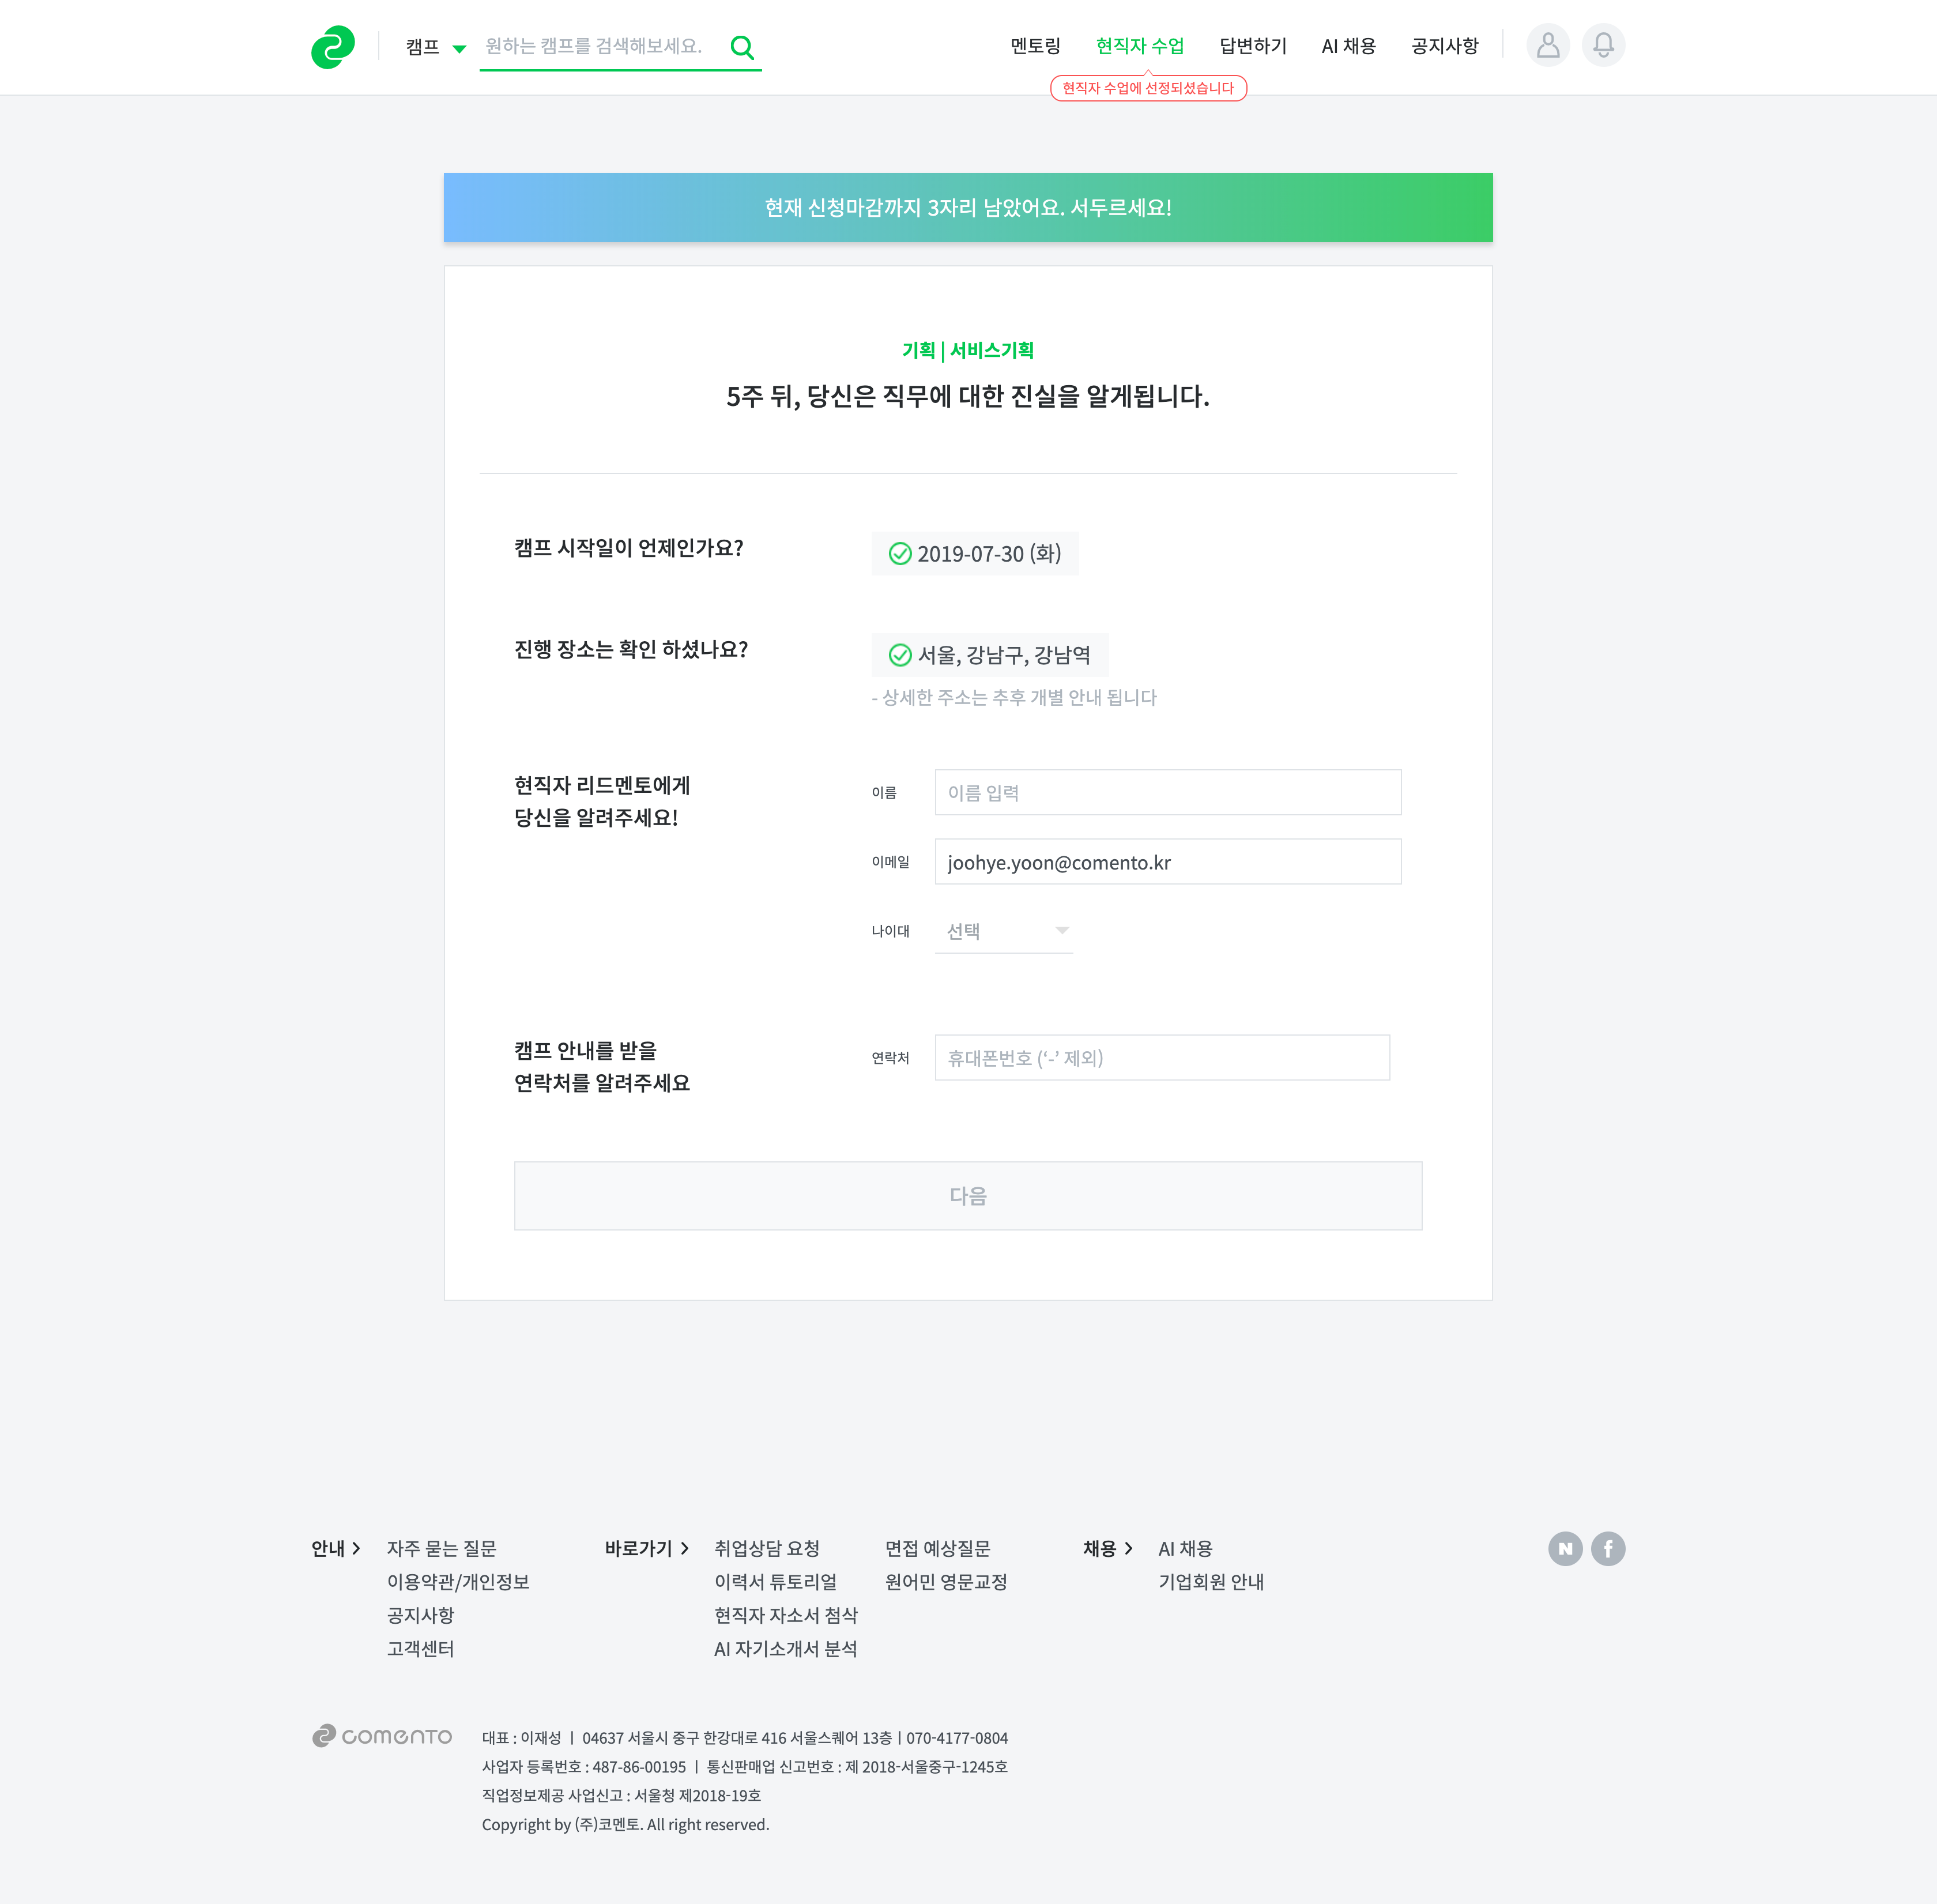 캠프
원하는 캠프를 검색해보세요.
멘토링 현직자 수업 답변하기 AI 채용 공지사항
현직자 수업에 선정되셨습니다
현재 신청마감까지 3자리 남았어요. 서두르세요!
기획 | 서비스기획
5주 뒤, 당신은 직무에 대한 진실을 알게됩니다.
캠프 시작일이 언제인가요?
2019-07-30 (화)
진행 장소는 확인 하셨나요?
서울, 강남구, 강남역
- 상세한 주소는 추후 개별 안내 됩니다
현직자 리드멘토에게
당신을 알려주세요!
이름
이름 입력
이메일
joohye.yoon@comento.kr
나이대
선택
캠프 안내를 받을
연락처를 알려주세요
연락처
휴대폰번호 (‘-’ 제외)
다음
안내
자주 묻는 질문
이용약관/개인정보
공지사항
고객센터
바로가기
취업상담 요청
이력서 튜토리얼
현직자 자소서 첨삭
AI 자기소개서 분석
면접 예상질문
원어민 영문교정
채용
AI 채용
기업회원 안내
N f
comento
대표 : 이재성 ㅣ 04637 서울시 중구 한강대로 416 서울스퀘어 13층ㅣ070-4177-0804
사업자 등록번호 : 487-86-00195 ㅣ 통신판매업 신고번호 : 제 2018-서울중구-1245호
직업정보제공 사업신고 : 서울청 제2018-19호
Copyright by (주)코멘토. All right reserved.